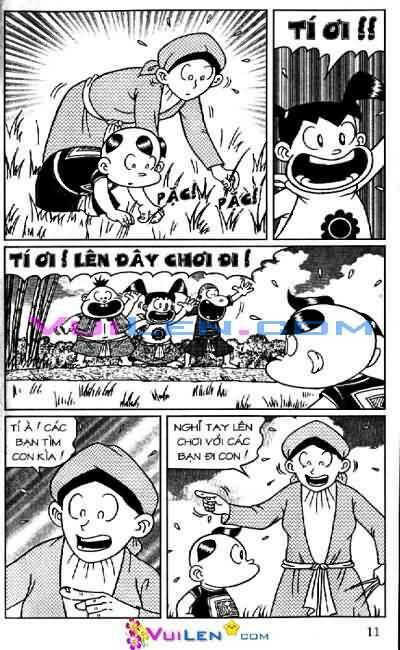 TÍ ƠI !!
PẶC!
PẶC!
TÍ ƠI ! LÊN ĐÂY CHƠI ĐI !
VUILEN.COM
TÍ À ! CÁC
BẠN TÌM
CON KÌA !
NGHỈ TAY LÊN
CHƠI VỚI CÁC
BẠN ĐI CON !
11
VUILEN.COM